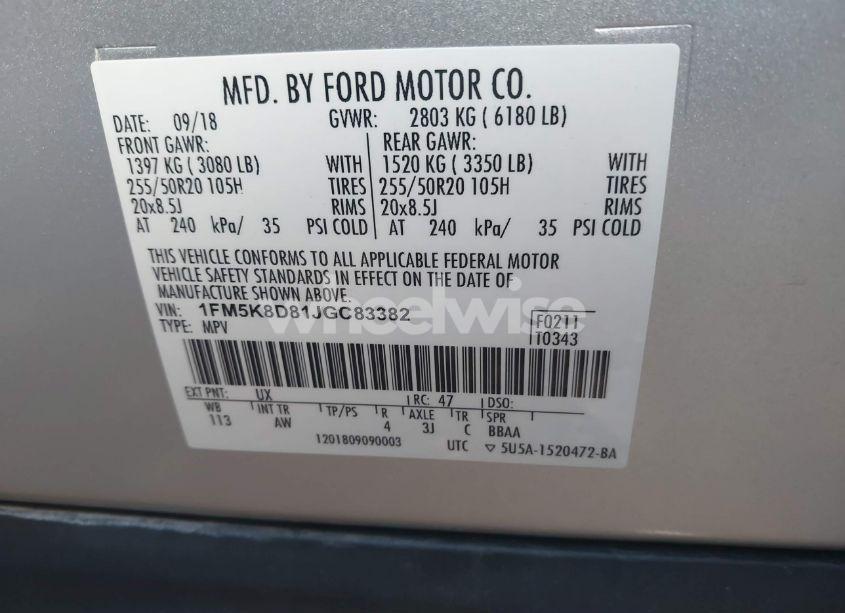 MFD. BY FORD MOTOR CO.
DATE: 09/18 GVWR: 2803 KG ( 6180 LB)
FRONT GAWR: REAR GAWR:
1397 KG ( 3080 LB) WITH 1520 KG ( 3350 LB) WITH
255/50R20 105H TIRES 255/50R20 105H TIRES
20x8.5J RIMS 20x8.5J RIMS
AT 240 kPa/ 35 PSI COLD AT 240 kPa/ 35 PSI COLD
THIS VEHICLE CONFORMS TO ALL APPLICABLE FEDERAL MOTOR
VEHICLE SAFETY STANDARDS IN EFFECT ON THE DATE OF
MANUFACTURE SHOWN ABOVE.
VIN: 1FM5K8D81JGC83382 F0211
TYPE: MPV T0343
wheelwise
EXT PNT: UX RC: 47 DSO:
WB INT TR TP/PS R AXLE TR SPR
113 AW 4 3J C BBAA
1201809090003 UTC ▽ 5U5A-1520472-BA